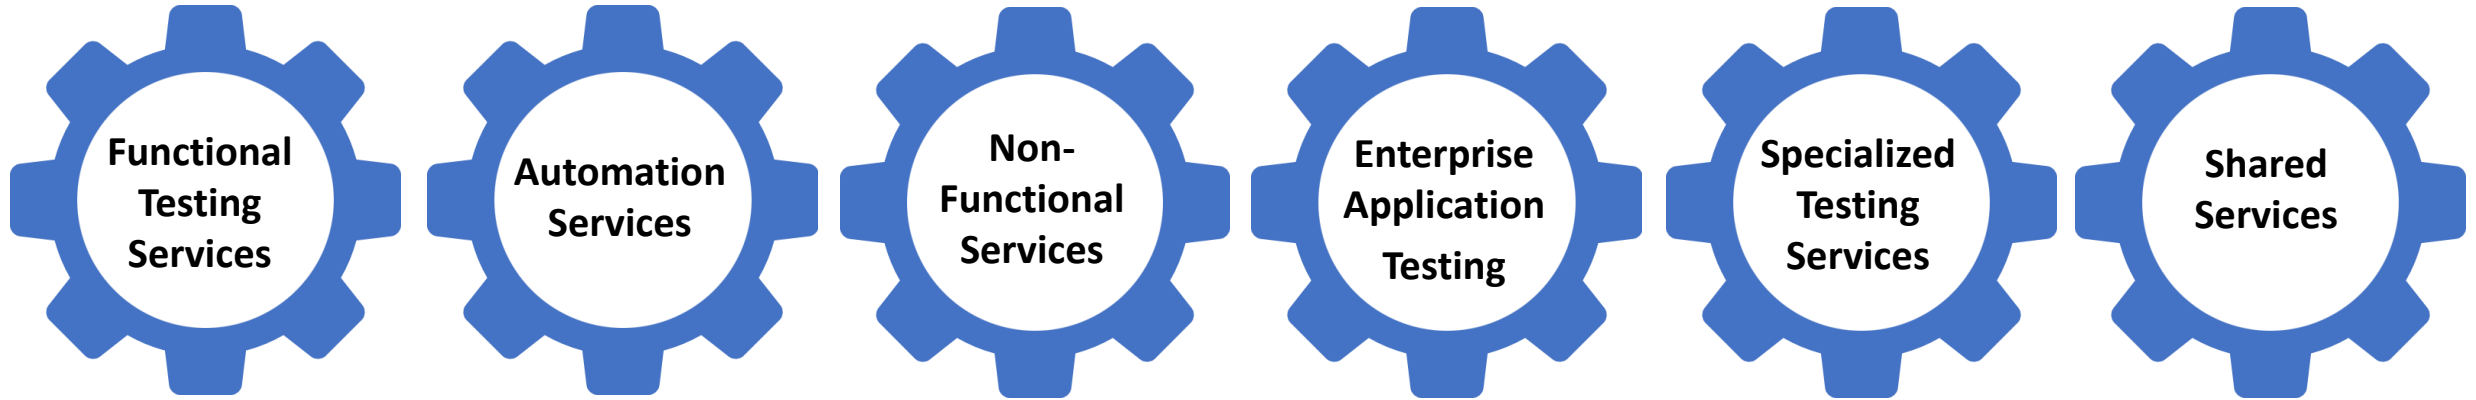 Functional
Testing
Services
Automation
Services
Non-
Functional
Services
Enterprise
Application
Testing
Specialized
Testing
Services
Shared
Services